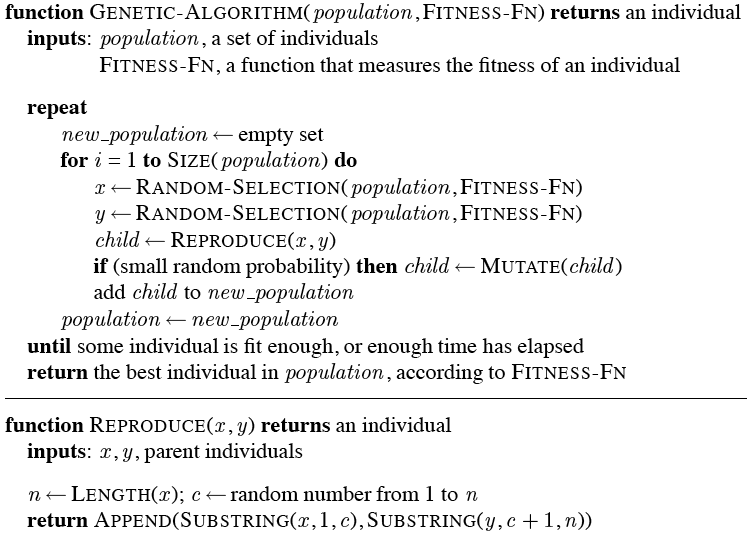 function GENETIC-ALGORITHM(population,FITNESS-FN) returns an individual
inputs: population, a set of individuals
FITNESS-FN, a function that measures the fitness of an individual
repeat
new_population ← empty set
for i = 1 to SIZE(population) do
x ← RANDOM-SELECTION(population,FITNESS-FN)
y ← RANDOM-SELECTION(population,FITNESS-FN)
child ← REPRODUCE(x, y)
if (small random probability) then child ← MUTATE(child)
add child to new_population
population ← new_population
until some individual is fit enough, or enough time has elapsed
return the best individual in population, according to FITNESS-FN
function REPRODUCE(x, y) returns an individual
inputs: x, y, parent individuals
n ← LENGTH(x); c ← random number from 1 to n
return APPEND(SUBSTRING(x,1,c),SUBSTRING(y,c + 1,n))